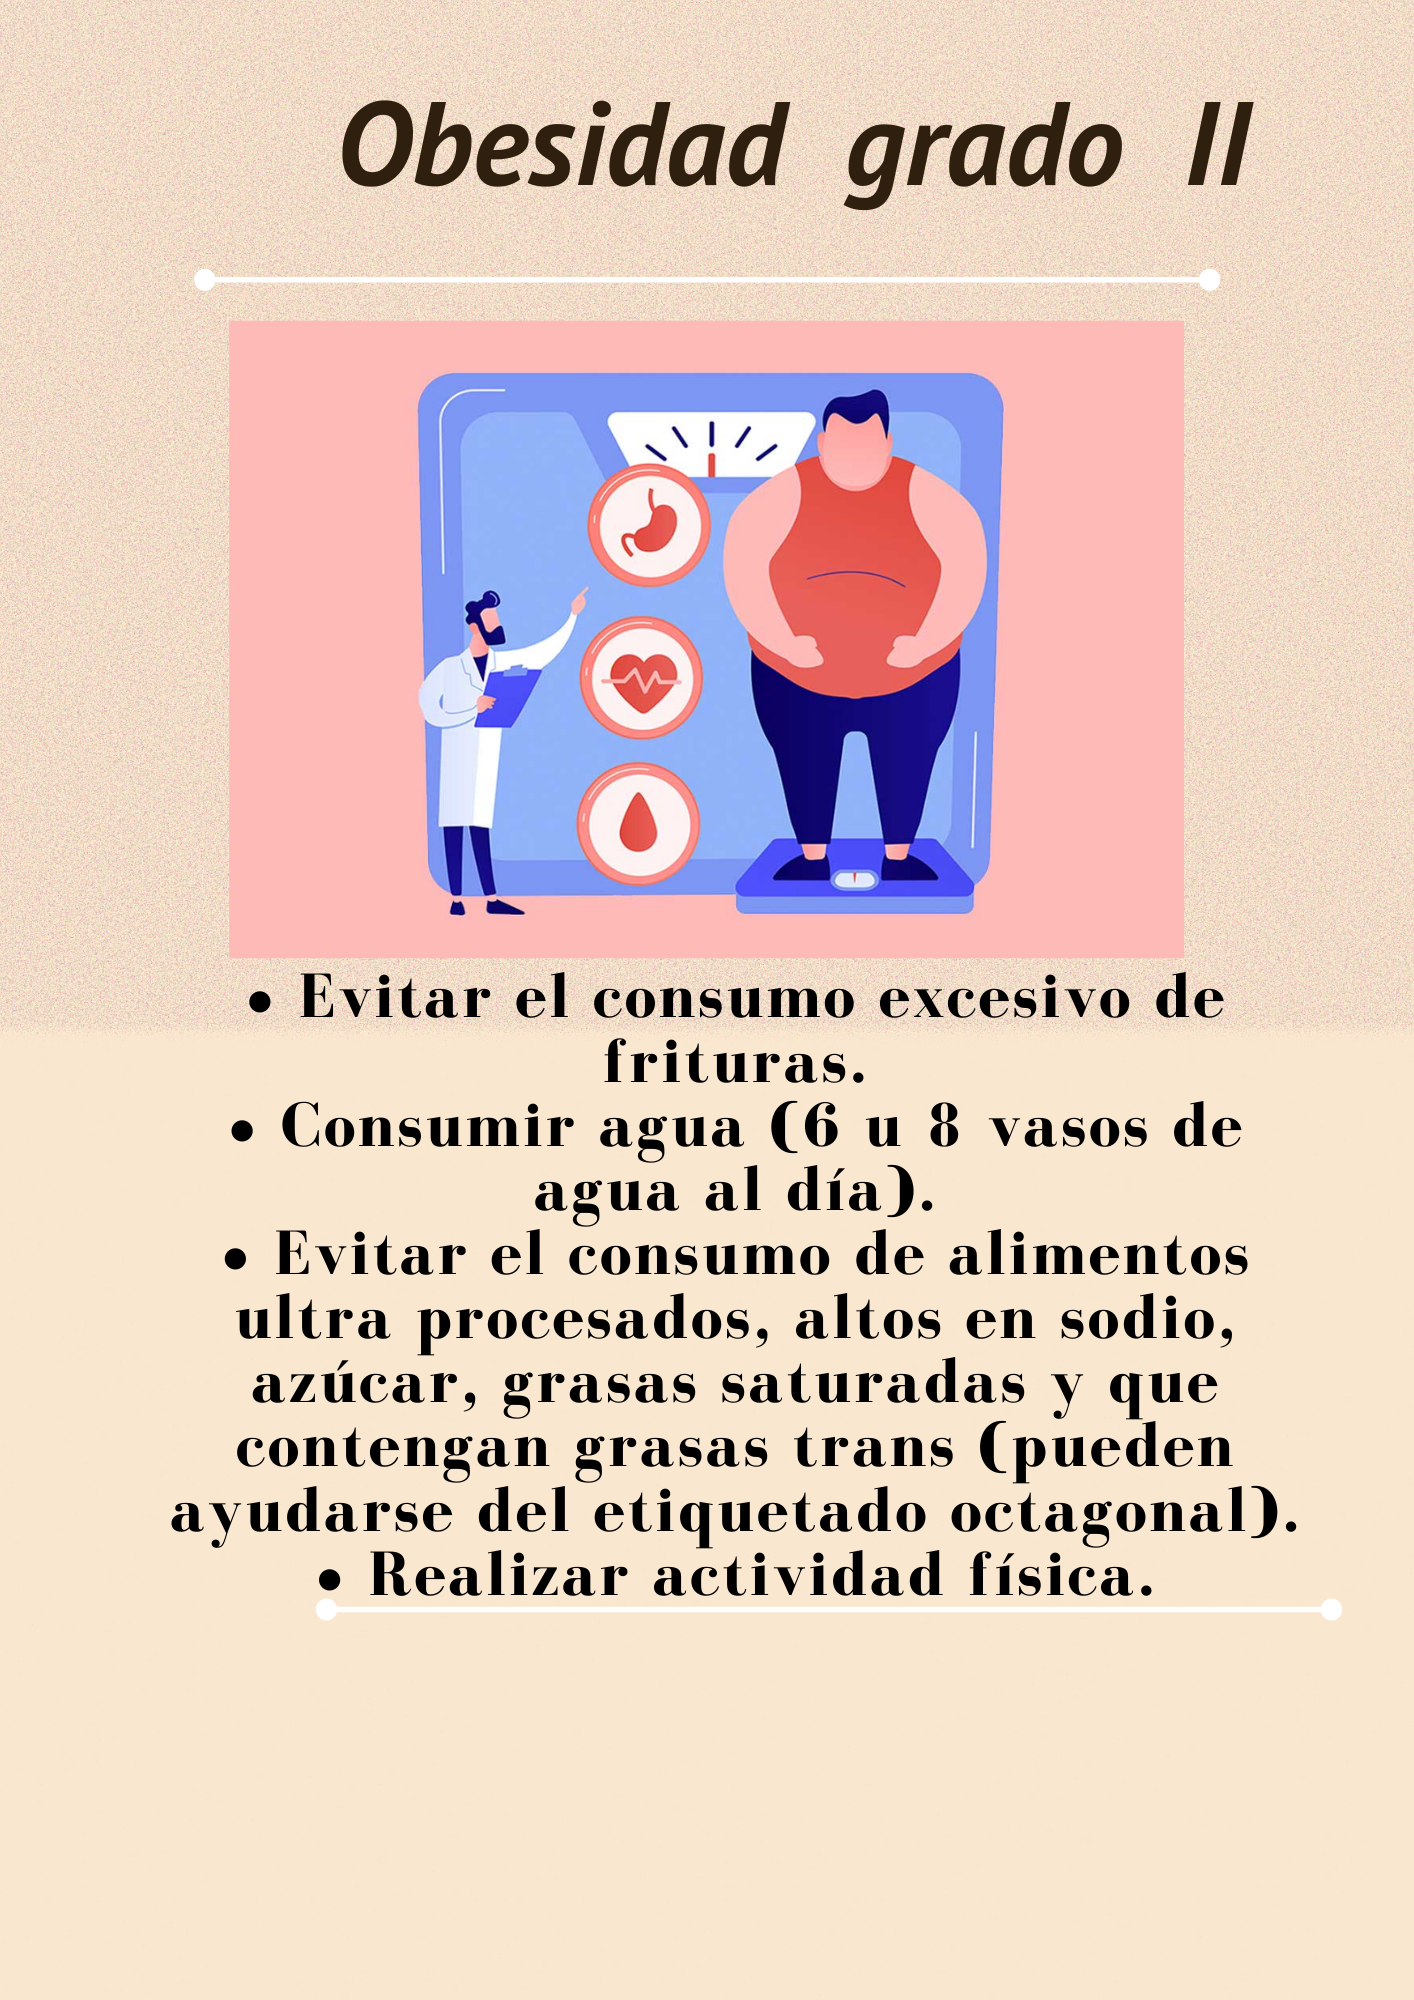 Obesidad grado II
• Evitar el consumo excesivo de
frituras.
• Consumir agua (6 u 8 vasos de
agua al día).
• Evitar el consumo de alimentos
ultra procesados, altos en sodio,
azúcar, grasas saturadas y que
contengan grasas trans (pueden
ayudarse del etiquetado octagonal).
• Realizar actividad física.